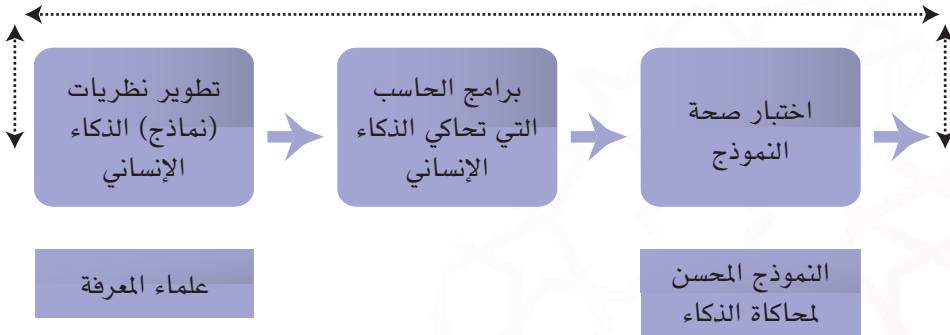 تطوير نظريات
(نماذج) الذكاء
الإنساني
برامج الحاسب
التي تحاكي الذكاء
الإنساني
اختبار صحة
النموذج
علماء المعرفة
النموذج المحسن
لمحاكاة الذكاء